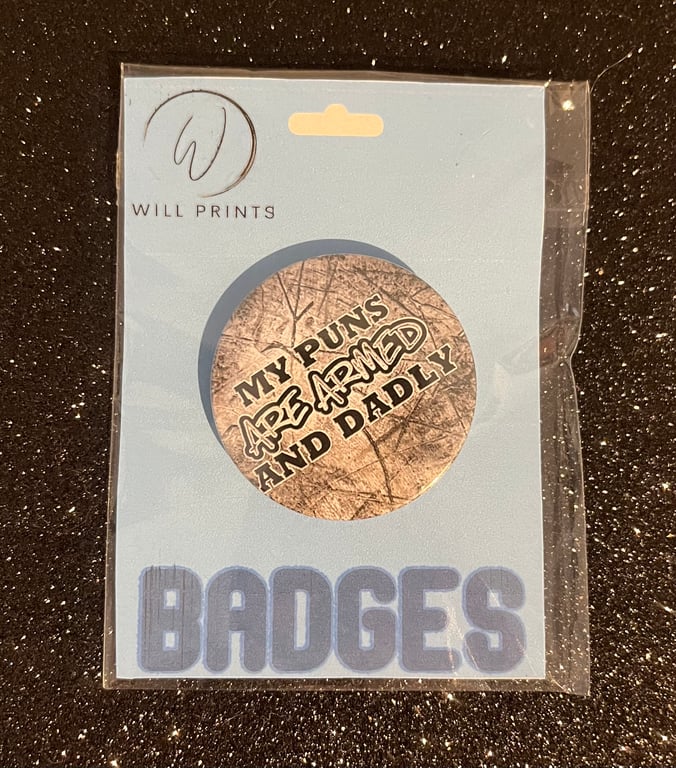 W
WILL PRINTS
MY PUNS
ARE ARMED
AND DADLY
BADGES